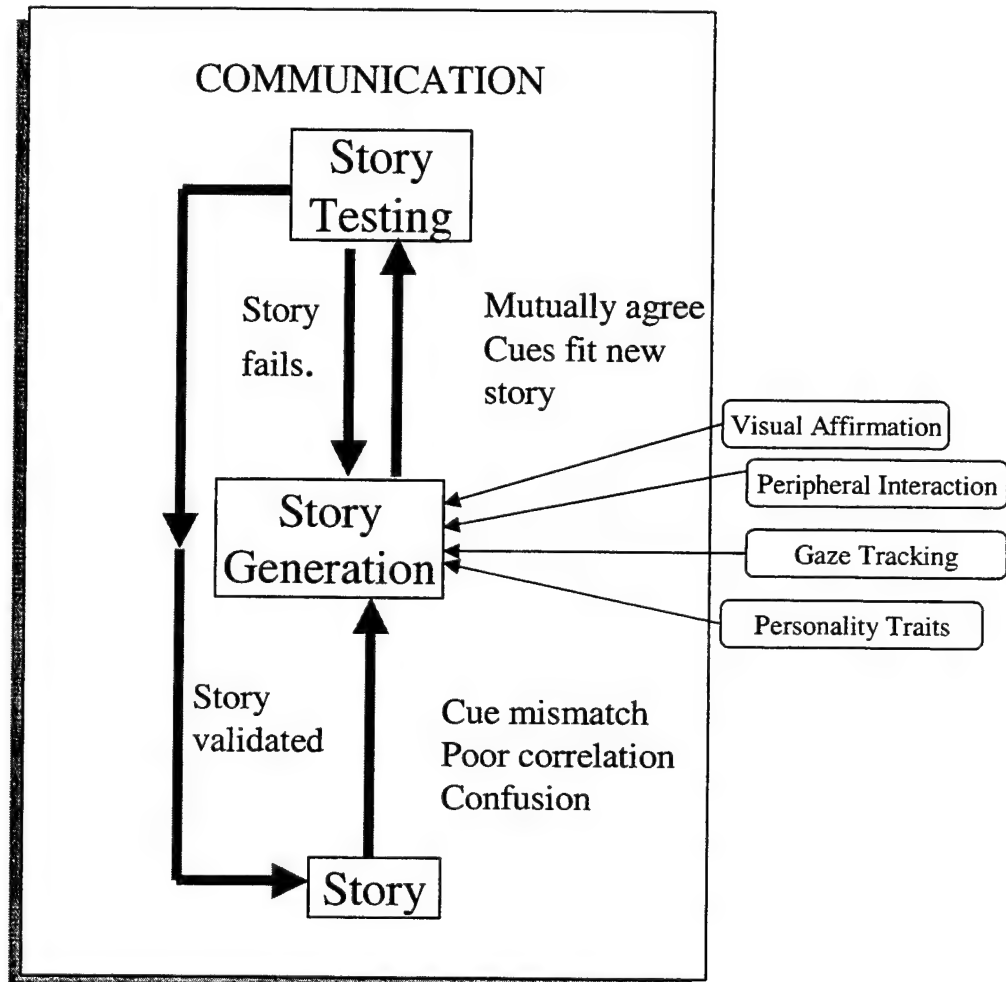 COMMUNICATION
Story
Testing
Story
fails.
Mutually agree
Cues fit new
story
Visual Affirmation
Peripheral Interaction
Gaze Tracking
Personality Traits
Story
Generation
Story
validated
Cue mismatch
Poor correlation
Confusion
Story